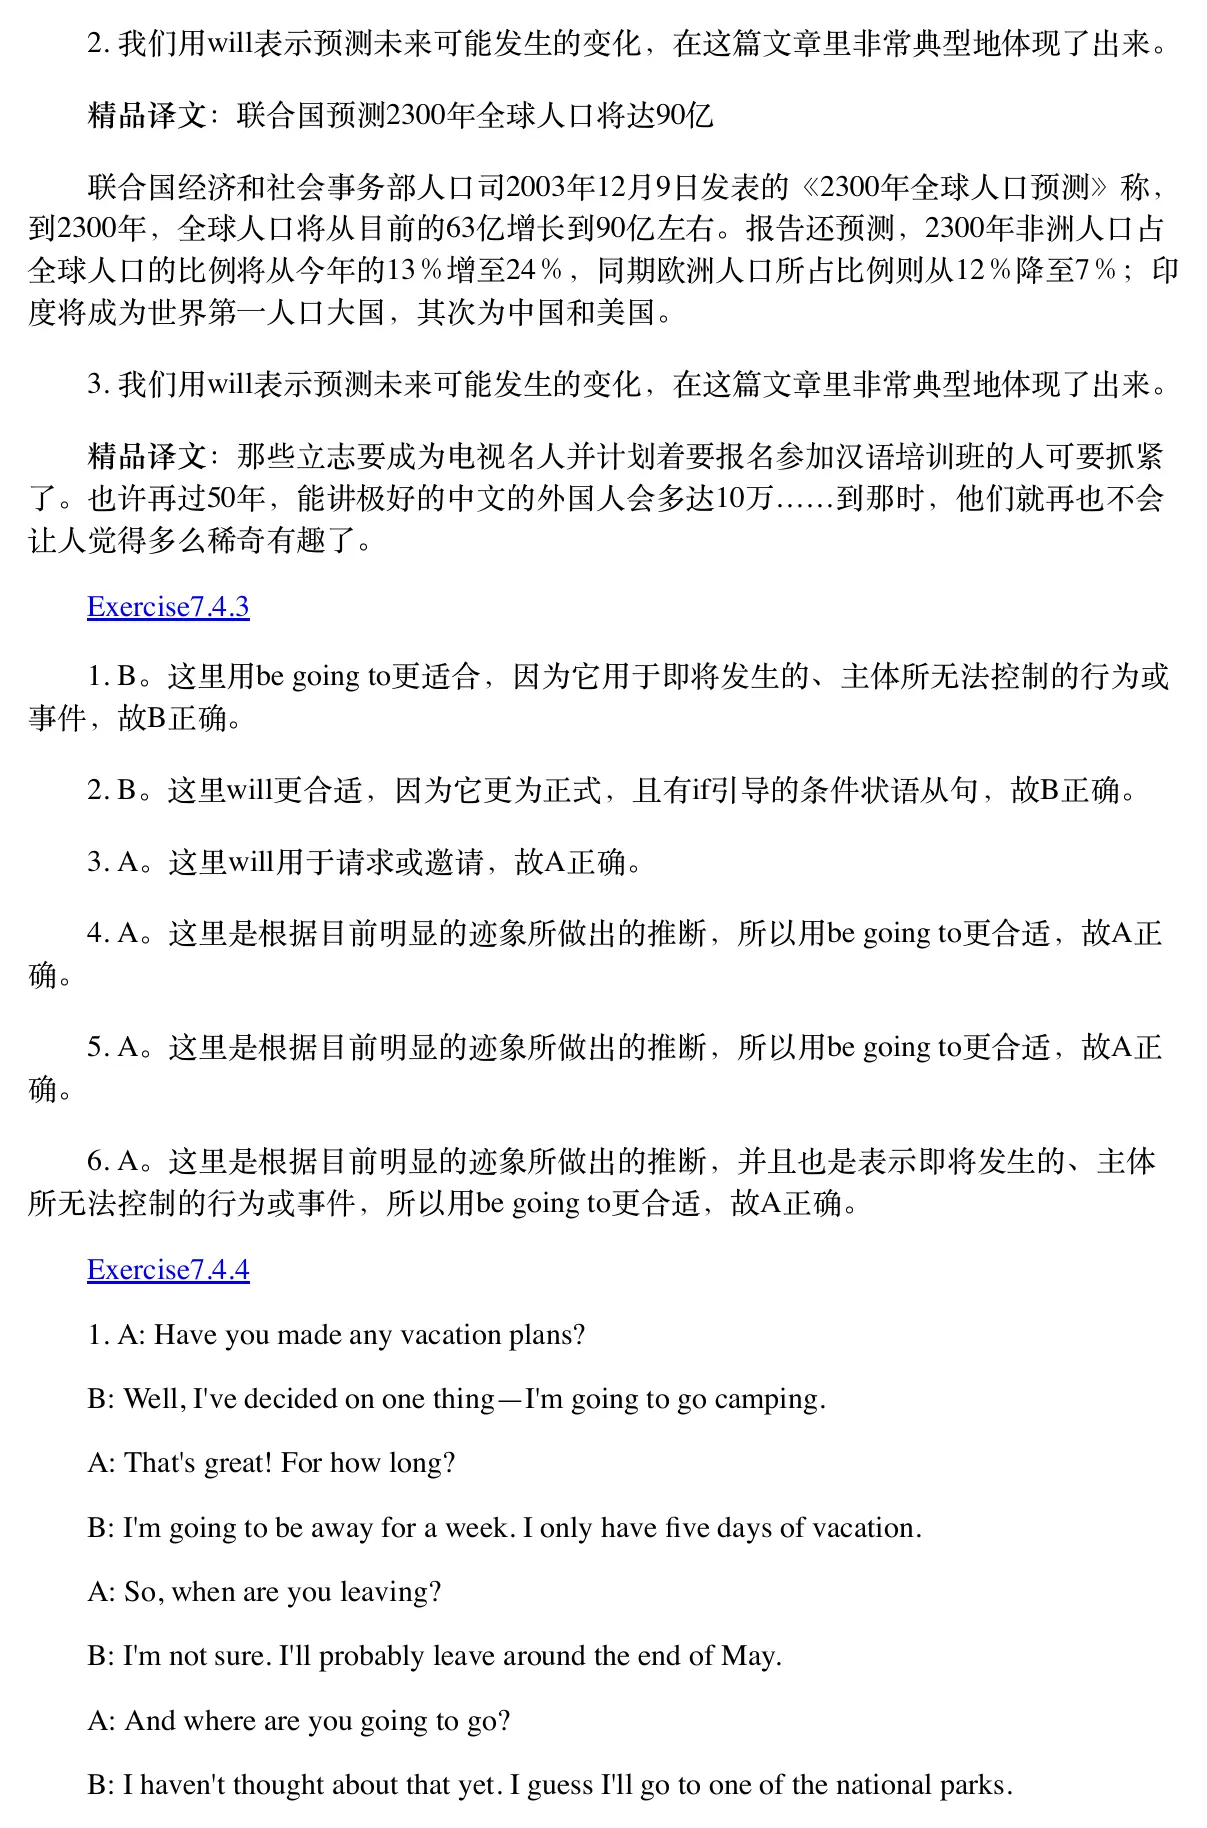 2. 我们用will表示预测未来可能发生的变化，在这篇文章里非常典型地体现了出来。
精品译文：联合国预测2300年全球人口将达90亿
联合国经济和社会事务部人口司2003年12月9日发表的《2300年全球人口预测》称，
到2300年，全球人口将从目前的63亿增长到90亿左右。报告还预测，2300年非洲人口占
全球人口的比例将从今年的13％增至24％，同期欧洲人口所占比例则从12％降至7％；印
度将成为世界第一人口大国，其次为中国和美国。
3. 我们用will表示预测未来可能发生的变化，在这篇文章里非常典型地体现了出来。
精品译文：那些立志要成为电视名人并计划着要报名参加汉语培训班的人可要抓紧
了。也许再过50年，能讲极好的中文的外国人会多达10万……到那时，他们就再也不会
让人觉得多么稀奇有趣了。
Exercise7.4.3
1. B。这里用be going to更适合，因为它用于即将发生的、主体所无法控制的行为或
事件，故B正确。
2. B。这里will更合适，因为它更为正式，且有if引导的条件状语从句，故B正确。
3. A。这里will用于请求或邀请，故A正确。
4. A。这里是根据目前明显的迹象所做出的推断，所以用be going to更合适，故A正
确。
5. A。这里是根据目前明显的迹象所做出的推断，所以用be going to更合适，故A正
确。
6. A。这里是根据目前明显的迹象所做出的推断，并且也是表示即将发生的、主体
所无法控制的行为或事件，所以用be going to更合适，故A正确。
Exercise7.4.4
1. A: Have you made any vacation plans?
B: Well, I've decided on one thing—I'm going to go camping.
A: That's great! For how long?
B: I'm going to be away for a week. I only have five days of vacation.
A: So, when are you leaving?
B: I'm not sure. I'll probably leave around the end of May.
A: And where are you going to go?
B: I haven't thought about that yet. I guess I'll go to one of the national parks.